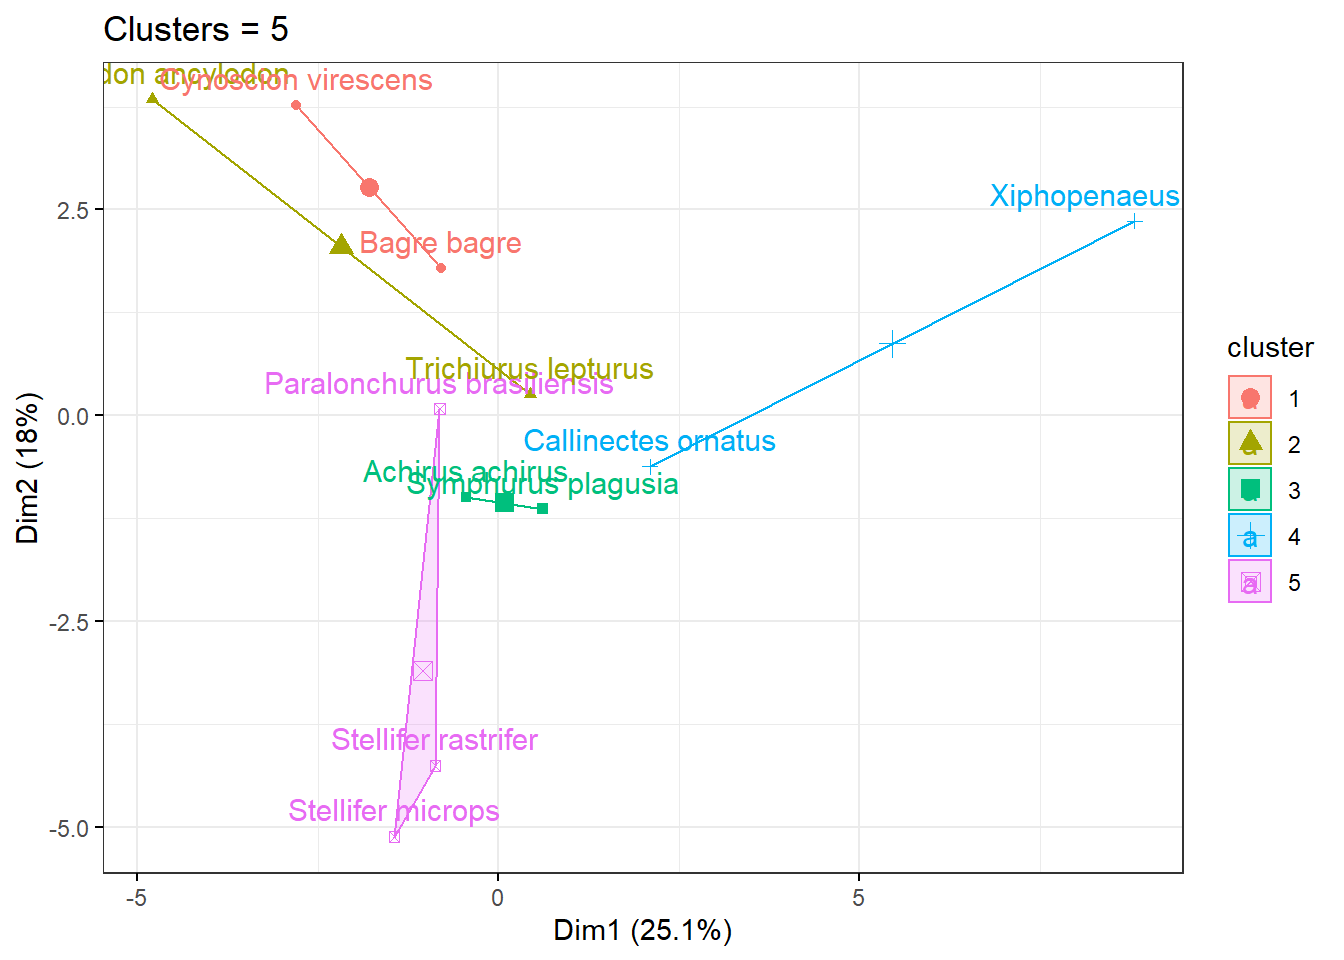 Clusters = 5
don ancylodon
Cynoscion virescens
Xiphopenaeus
2.5
Bagre bagre
cluster
Trichiurus lepturus
Paralonchurus brasiliensis
1
0.0
Callinectes ornatus
2
Achirus achirus
Symphurus plagusia
3
a
4
a
5
-2.5
Stellifer rastrifer
Stellifer microps
-5.0
-5
0
5
Dim1 (25.1%)
Dim2 (18%)